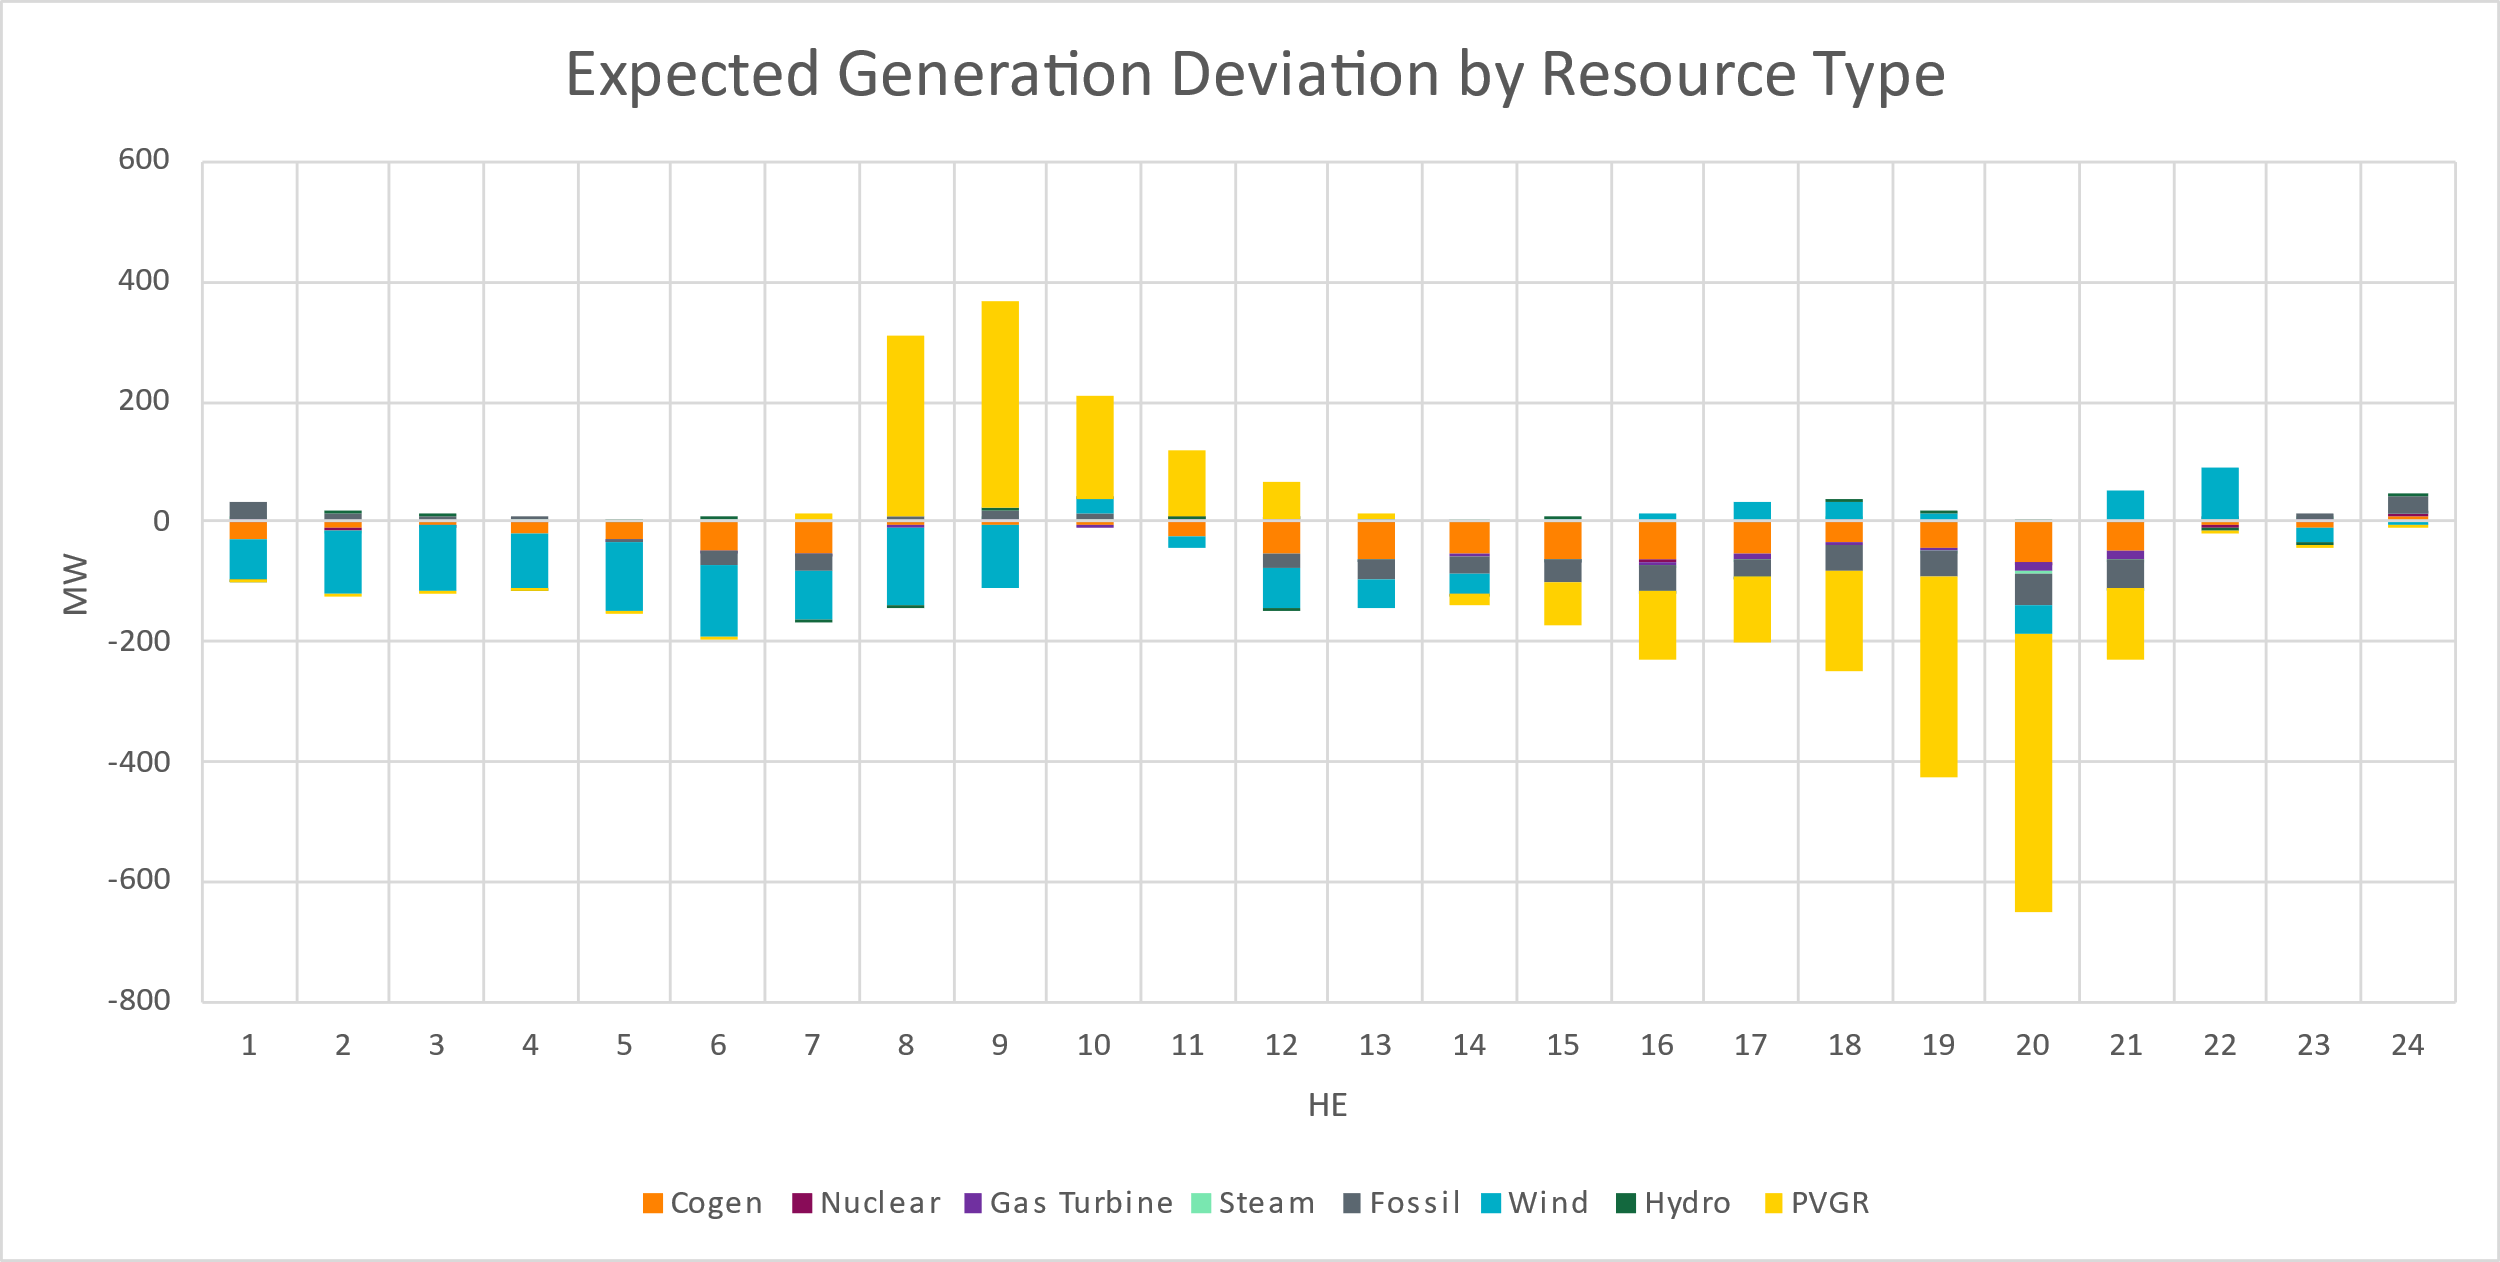 Expected Generation Deviation by Resource Type
600
400
200
0
-200
-400
-600
-800
MW
1 2 3 4 5 6 7 8 9 10 11 12 13 14 15 16 17 18 19 20 21 22 23 24
HE
Cogen Nuclear Gas Turbine Steam Fossil Wind Hydro PVGR